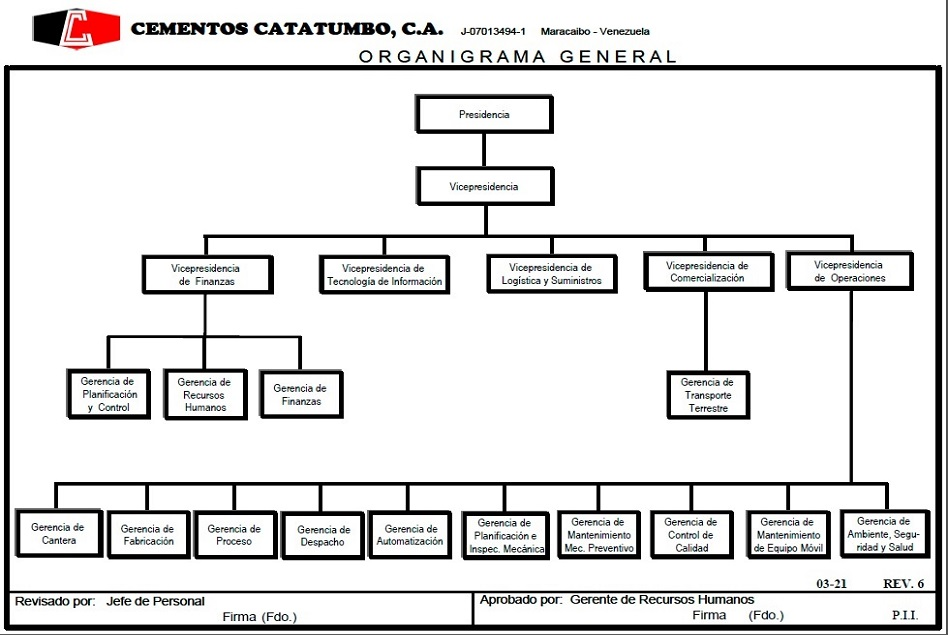 CEMENTOS CATATUMBO, C.A. J-07013494-1 Maracaibo - Venezuela
ORGANIGRAMA GENERAL
Presidencia
Vicepresidencia
Vicepresidencia
de Finanzas
Vicepresidencia de
Tecnología de Información
Vicepresidencia de
Logística y Suministros
Vicepresidencia de
Comercialización
Vicepresidencia
de Operaciones
Gerencia de
Planificación
y Control
Gerencia de
Recursos
Humanos
Gerencia de
Finanzas
Gerencia de
Transporte
Terrestre
Gerencia de
Cantera
Gerencia de
Fabricación
Gerencia de
Proceso
Gerencia de
Despacho
Gerencia de
Automatización
Gerencia de
Planificación e
Inspec. Mecánica
Gerencia de
Mantenimiento
Mec. Preventivo
Gerencia de
Control de
Calidad
Gerencia de
Mantenimiento
de Equipo Móvil
Gerencia de
Ambiente, Segu-
ridad y Salud
03-21 REV. 6
Revisado por: Jefe de Personal
Firma (Fdo.)
Aprobado por: Gerente de Recursos Humanos
Firma (Fdo.) P.I.I.